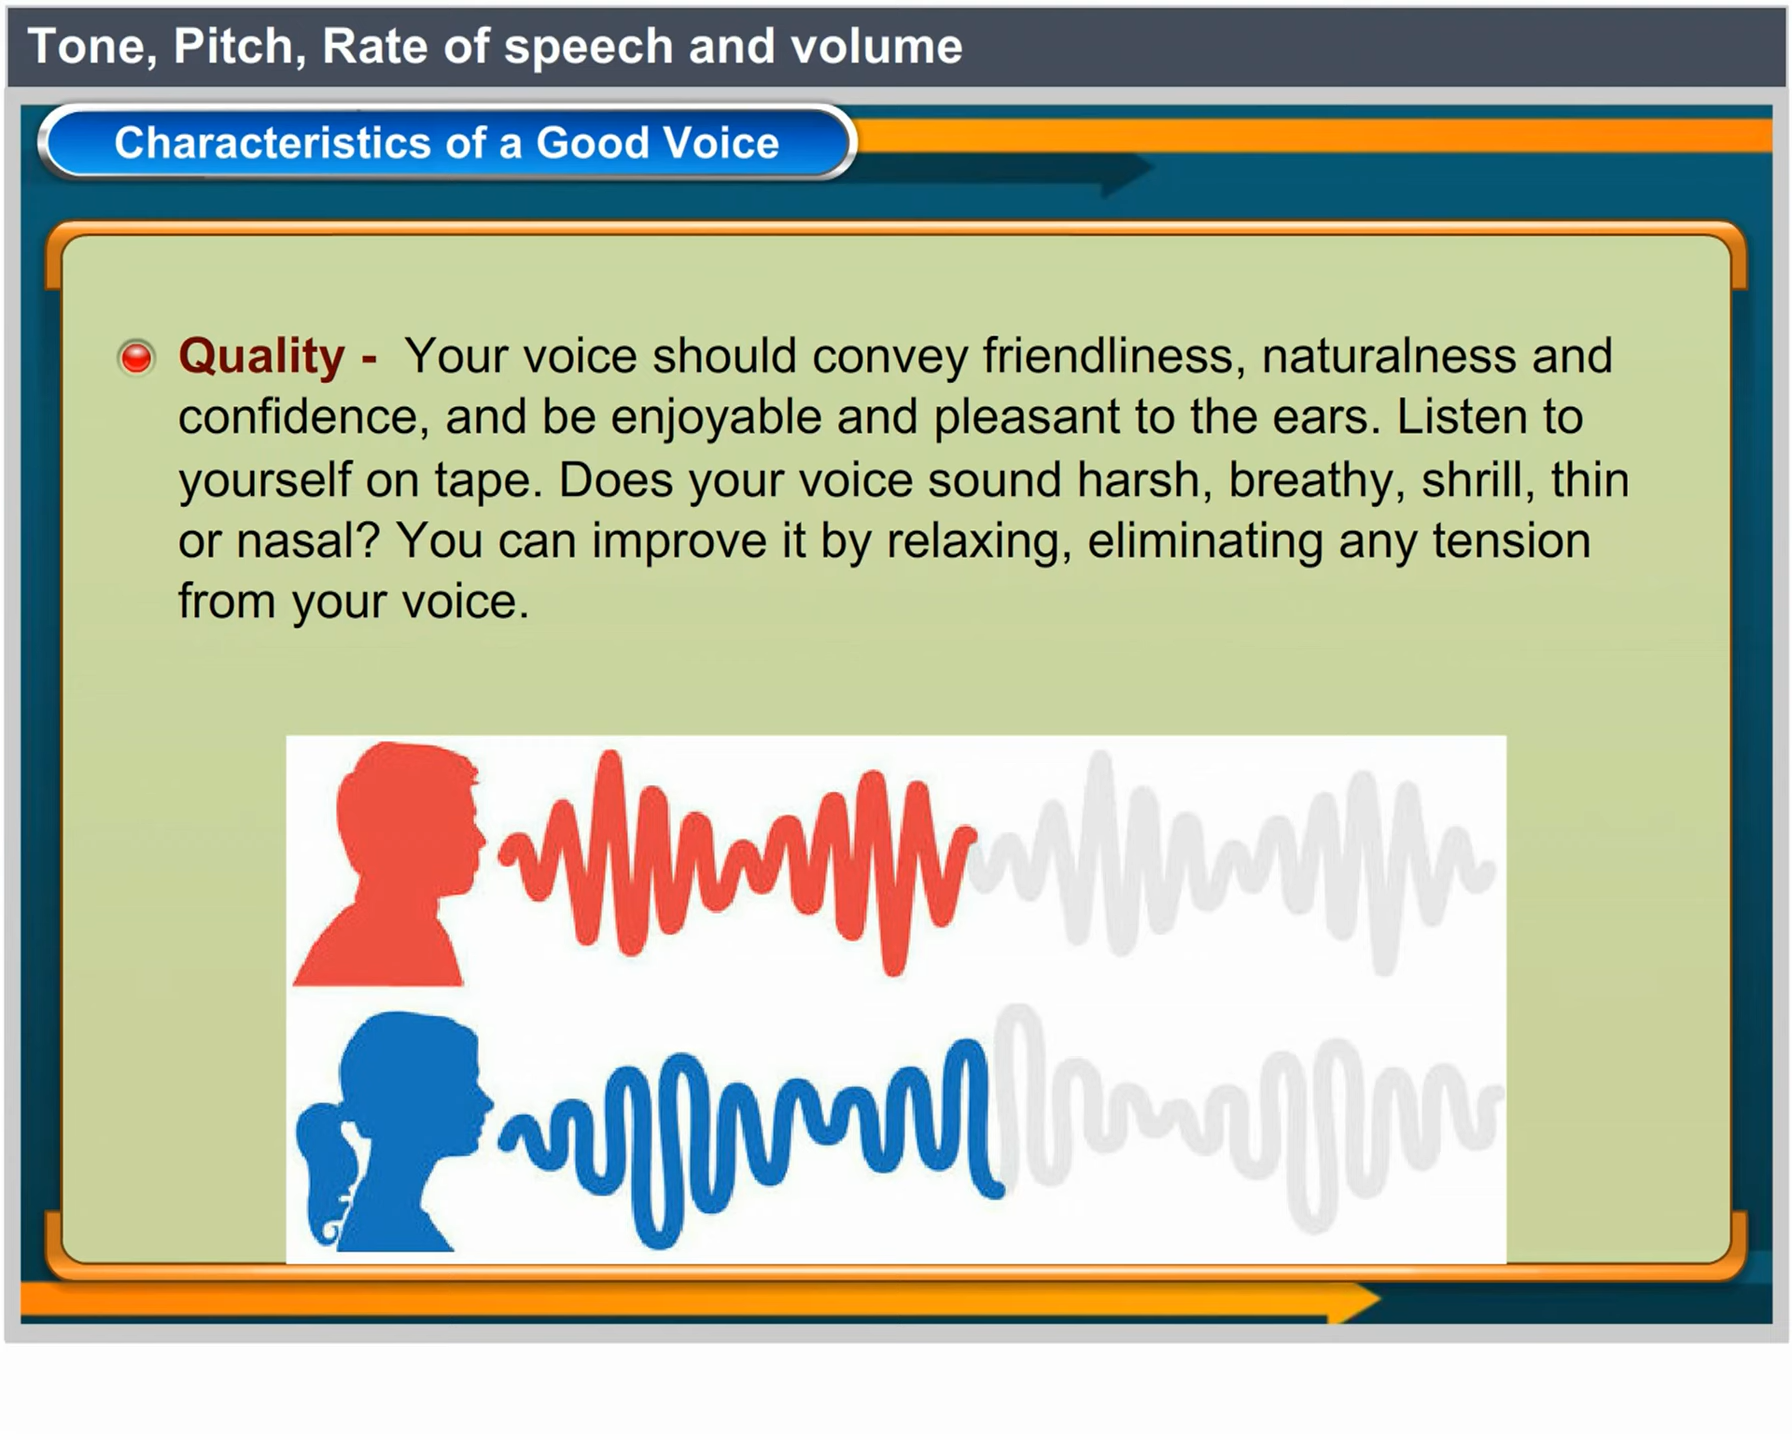 Tone, Pitch, Rate of speech and volume
Characteristics of a Good Voice
Quality - Your voice should convey friendliness, naturalness and
confidence, and be enjoyable and pleasant to the ears. Listen to
yourself on tape. Does your voice sound harsh, breathy, shrill, thin
or nasal? You can improve it by relaxing, eliminating any tension
from your voice.